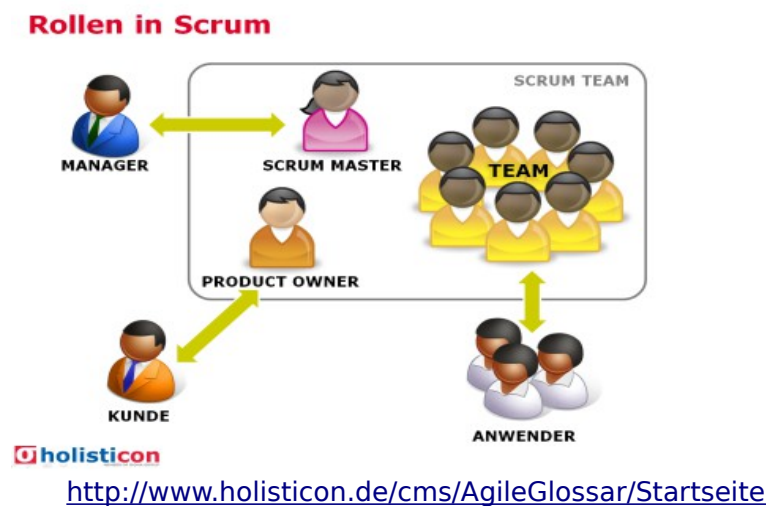 Rollen in Scrum
SCRUM TEAM
MANAGER
SCRUM MASTER
TEAM
PRODUCT OWNER
KUNDE
ANWENDER
holisticon
http://www.holisticon.de/cms/AgileGlossar/Startseite